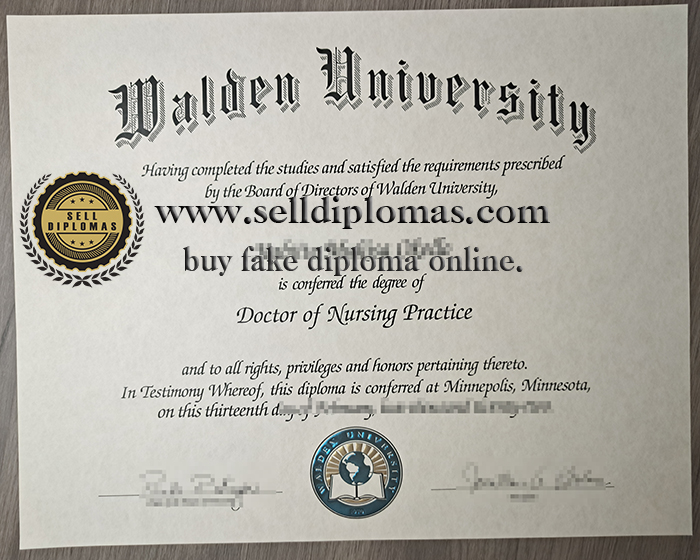 Walden University
Having completed the studies and satisfied the requirements prescribed
by the Board of Directors of Walden University,
SELL
DIPLOMAS
www.selldiplomas.com
buy fake diploma online.
is conferred the degree of
Doctor of Nursing Practice
and to all rights, privileges and honors pertaining thereto.
In Testimony Whereof, this diploma is conferred at Minnepolis, Minnesota,
on this thirteenth
WALDEN UNIVERSITY